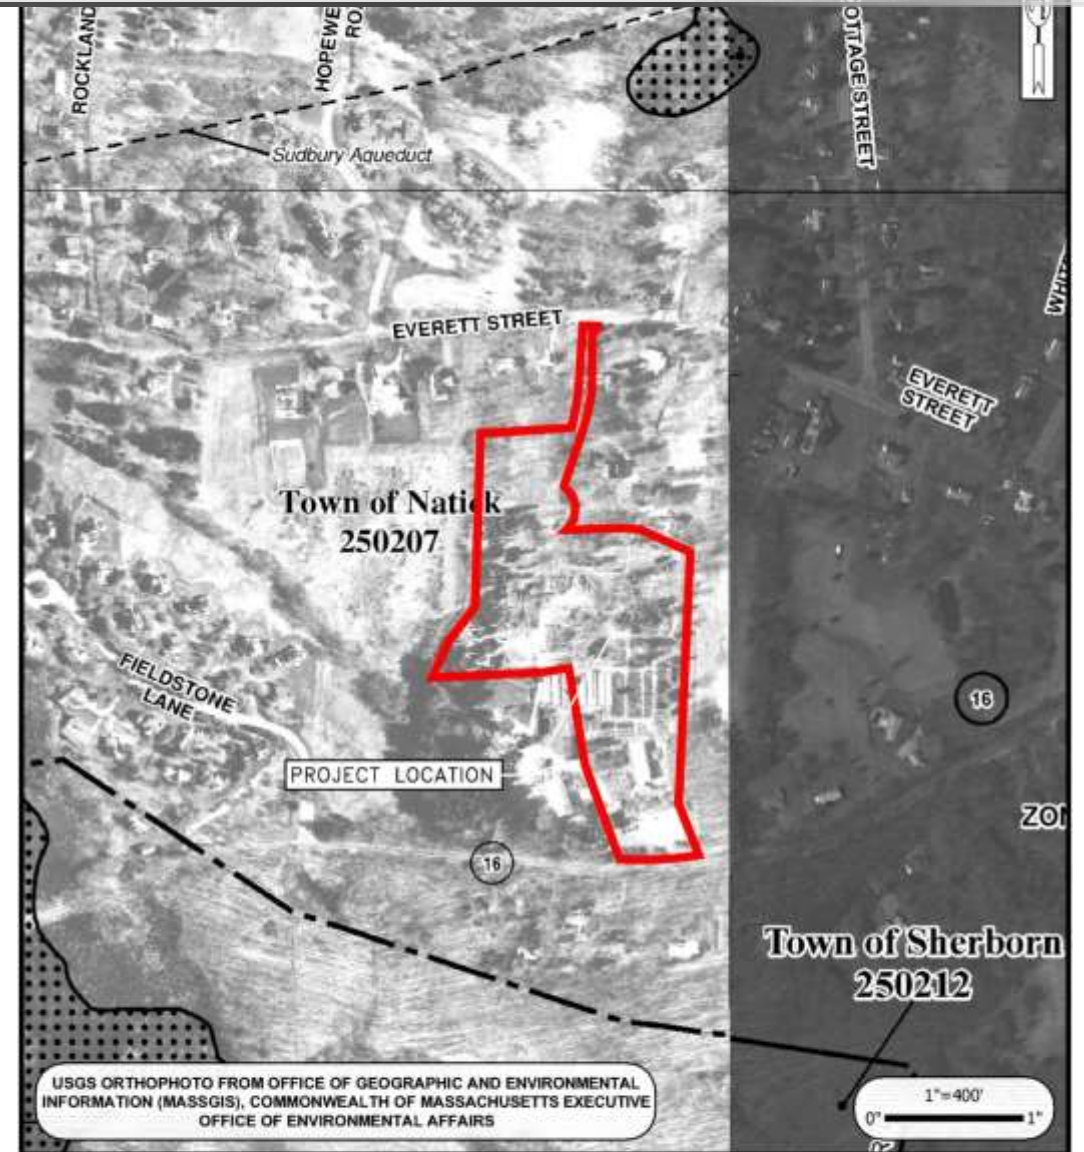 ROCKLAND
HOPEWE
RO
OTTAGE STREET
Sudbury Aqueduct
EVERETT STREET
EVERETT
STREET
Town of Natick
250207
FIELDSTONE
LANE
16
PROJECT LOCATION
16
ZON
Town of Sherborn
250212
USGS ORTHOPHOTO FROM OFFICE OF GEOGRAPHIC AND ENVIRONMENTAL
INFORMATION (MASSGIS), COMMONWEALTH OF MASSACHUSETTS EXECUTIVE
OFFICE OF ENVIRONMENTAL AFFAIRS
1"=400'
0"
1"